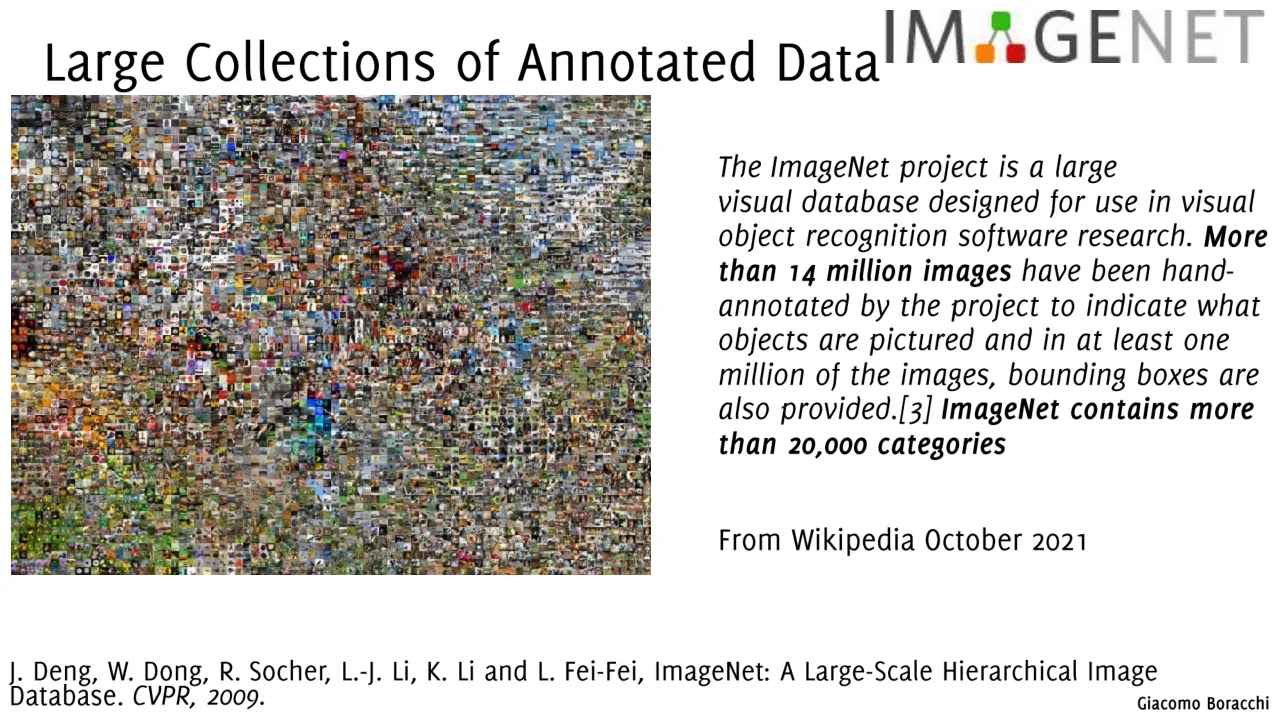 IMAGENET
Large Collections of Annotated Data
The ImageNet project is a large
visual database designed for use in visual
object recognition software research. More
than 14 million images have been hand-
annotated by the project to indicate what
objects are pictured and in at least one
million of the images, bounding boxes are
also provided.[3] ImageNet contains more
than 20,000 categories
From Wikipedia October 2021
J. Deng, W. Dong, R. Socher, L.-J. Li, K. Li and L. Fei-Fei, ImageNet: A Large-Scale Hierarchical Image
Database. CVPR, 2009.
Giacomo Boracchi